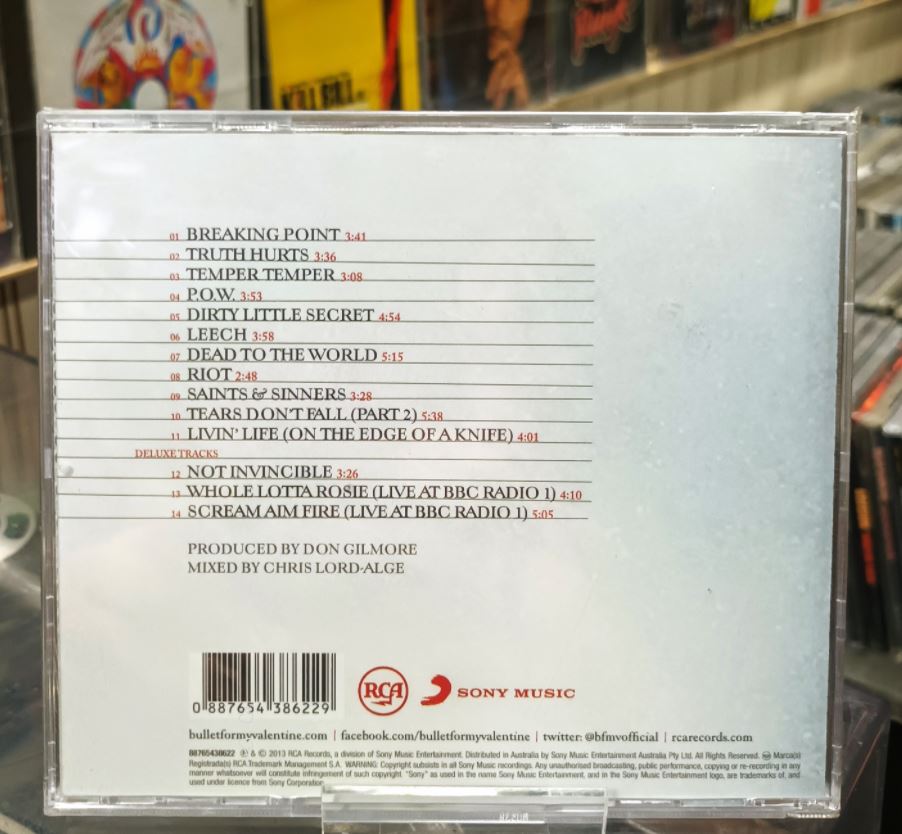 KILL BILL
01 BREAKING POINT 3:41
02 TRUTH HURTS 3:36
03 TEMPER TEMPER 3:08
04 P.O.W. 3:53
05 DIRTY LITTLE SECRET 4:54
06 LEECH 3:58
07 DEAD TO THE WORLD 5:15
08 RIOT 2:48
09 SAINTS & SINNERS 3:28
10 TEARS DON'T FALL (PART 2) 5:38
11 LIVIN' LIFE (ON THE EDGE OF A KNIFE) 4:01
DELUXE TRACKS
12 NOT INVINCIBLE 3:26
13 WHOLE LOTTA ROSIE (LIVE AT BBC RADIO 1) 4:10
14 SCREAM AIM FIRE (LIVE AT BBC RADIO 1) 5:05
PRODUCED BY DON GILMORE
MIXED BY CHRIS LORD-ALGE
0 887654 386229
RCA SONY MUSIC
bulletformyvalentine.com | facebook.com/bulletformyvalentine | twitter: @bfmvofficial | rcarecords.com
88765438622 ℗ & © 2013 RCA Records, a division of Sony Music Entertainment. Distributed in Australia by Sony Music Entertainment Australia Pty Ltd. All Rights Reserved. Marca(s)
Registrada(s) RCA Trademark Management S.A. WARNING: Copyright subsists in all Sony Music recordings. Any unauthorised broadcasting, public performance, copying or re-recording in any
manner whatsoever will constitute infringement of such copyright. "Sony" as used in the name Sony Music Entertainment, and in the Sony Music Entertainment logo, are trademarks of, and
used under licence from Sony Corporation.